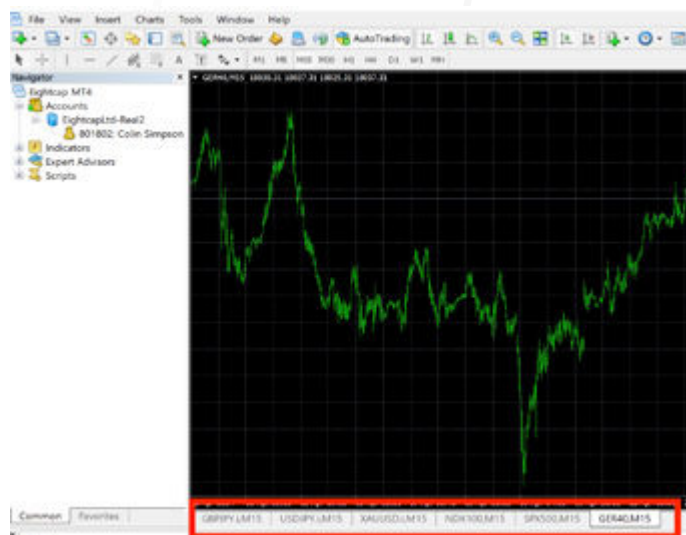 File View Insert Charts Tools Window Help
New Order AutoTrading
A T M1 M5 M15 M30 H1 H4 D1 W1 MN
Navigator
GER40,M15
Eightcap MT4
Accounts
EightcapLtd-Real2
801802: Colin Simpson
Indicators
Expert Advisors
Scripts
Common Favorites
GBPJPY.i,M15 USDJPY.i,M15 XAUUSD.i,M15 NDX100,M15 SPX500,M15 GER40,M15